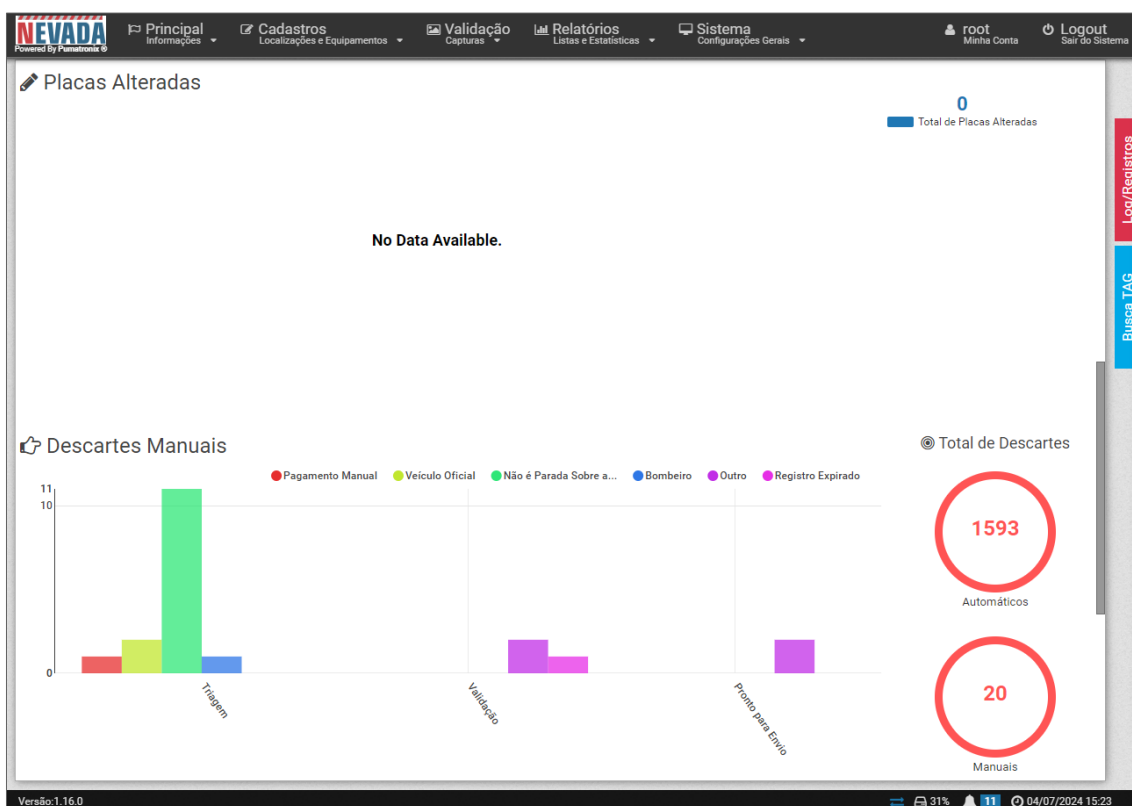 NEVADA
Powered By Pumatronix ®
Principal
Informações
Cadastros
Localizações e Equipamentos
Validação
Capturas
Relatórios
Listas e Estatísticas
Sistema
Configurações Gerais
root
Minha Conta
Logout
Sair do Sistema
Placas Alteradas
0
Total de Placas Alteradas
Log/Registros
Busca TAG
No Data Available.
Descartes Manuais
Total de Descartes
Pagamento Manual
Veículo Oficial
Não é Parada Sobre a...
Bombeiro
Outro
Registro Expirado
11
10
0
Triagem
Validação
Pronto para Envio
1593
Automáticos
20
Manuais
Versão:1.16.0
31%
11
04/07/2024 15:23